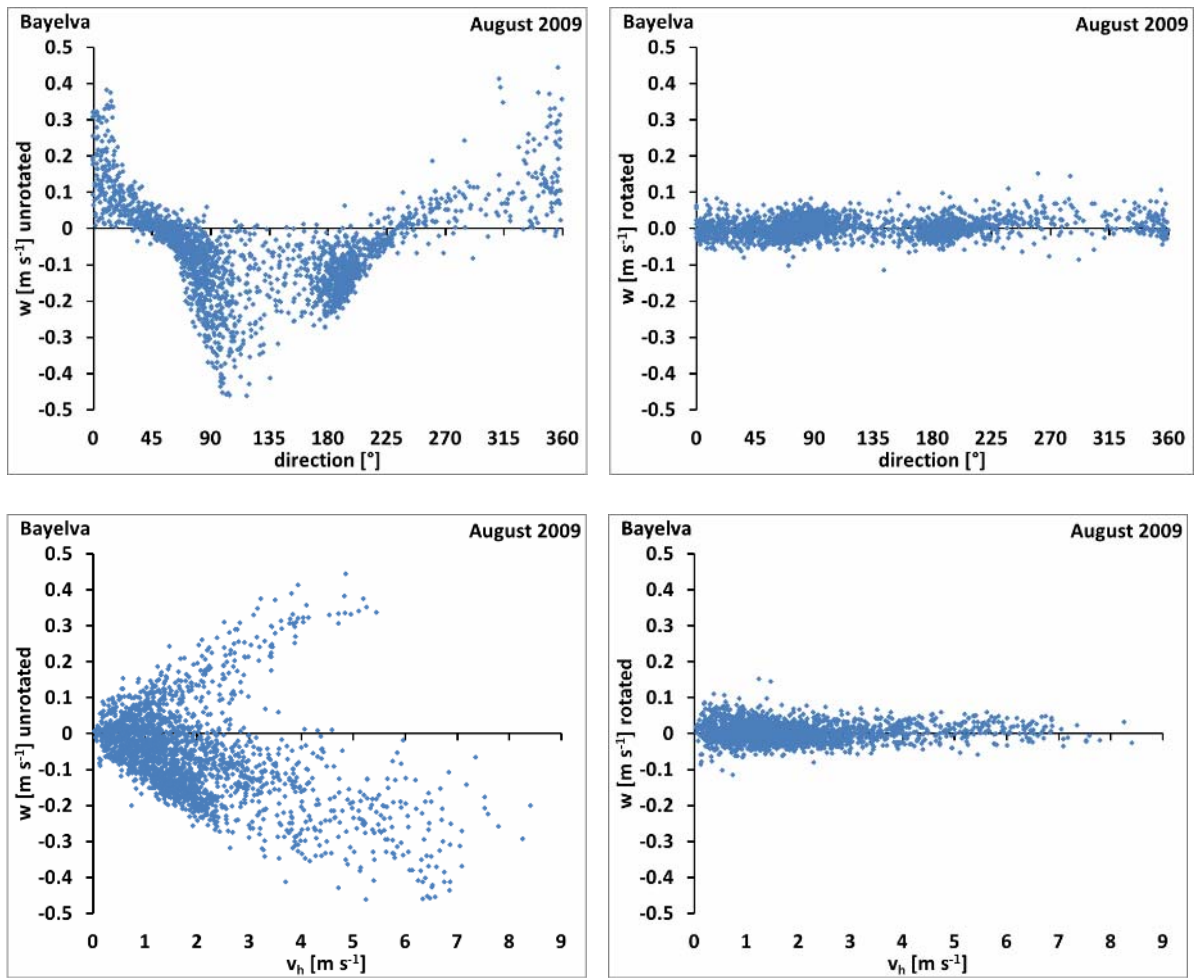 Bayelva August 2009
w [m s⁻¹] unrotated
0.5
0.4
0.3
0.2
0.1
0
-0.1
-0.2
-0.3
-0.4
-0.5
0 45 90 135 180 225 270 315 360
direction [°]
Bayelva August 2009
w [m s⁻¹] rotated
0.5
0.4
0.3
0.2
0.1
0.0
-0.1
-0.2
-0.3
-0.4
-0.5
0 45 90 135 180 225 270 315 360
direction [°]
Bayelva August 2009
w [m s⁻¹] unrotated
0.5
0.4
0.3
0.2
0.1
0
-0.1
-0.2
-0.3
-0.4
-0.5
0 1 2 3 4 5 6 7 8 9
vₕ [m s⁻¹]
Bayelva August 2009
w [m s⁻¹] rotated
0.5
0.4
0.3
0.2
0.1
0
-0.1
-0.2
-0.3
-0.4
-0.5
0 1 2 3 4 5 6 7 8 9
vₕ [m s⁻¹]